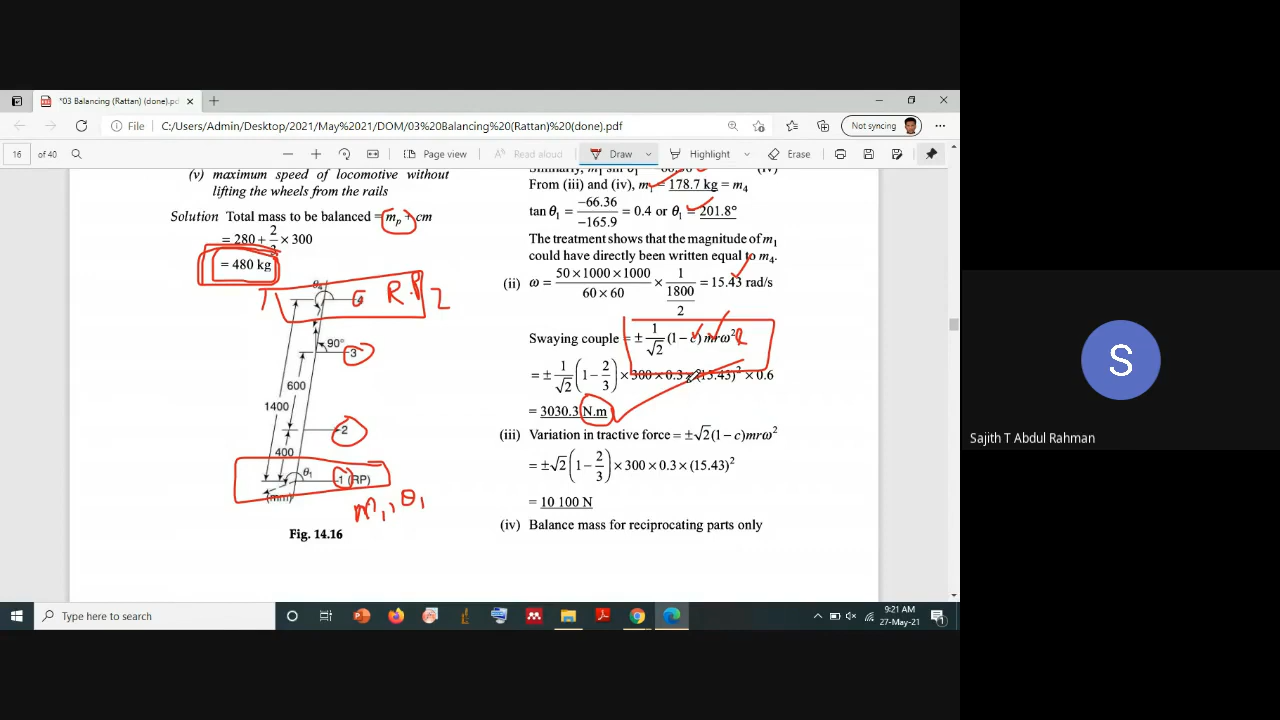 *03 Balancing (Rattan) (done).pd
File
C:/Users/Admin/Desktop/2021/May%2021/DOM/03%20Balancing%20(Rattan)%20(done).pdf
Not syncing
16 of 40
Page view
Read aloud
Draw
Highlight
Erase
(v) maximum speed of locomotive without
lifting the wheels from the rails
Solution Total mass to be balanced = mₚ + cm
= 280 + 2/3 × 300
= 480 kg
θ₄
4
R.P 2
90°
3
600
1400
2
400
θ₁
1 (RP)
(mm)
m₁, θ₁
Fig. 14.16
From (iii) and (iv), m₁ = 178.7 kg = m₄
tan θ₁ = -66.36/-165.9 = 0.4 or θ₁ = 201.8°
The treatment shows that the magnitude of m₁
could have directly been written equal to m₄.
(ii) ω = 50 × 1000 × 1000/60 × 60 × 1/(1800/2) = 15.43 rad/s
Swaying couple = ± 1/√2 (1 – c) mrω² l
= ± 1/√2 (1 – 2/3) × 300 × 0.3 × (15.43)² × 0.6
= 3030.3 N.m
(iii) Variation in tractive force = ±√2(1 – c)mrω²
= ±√2 (1 – 2/3) × 300 × 0.3 × (15.43)²
= 10 100 N
(iv) Balance mass for reciprocating parts only
S
Sajith T Abdul Rahman
Type here to search
9:21 AM
27-May-21
1